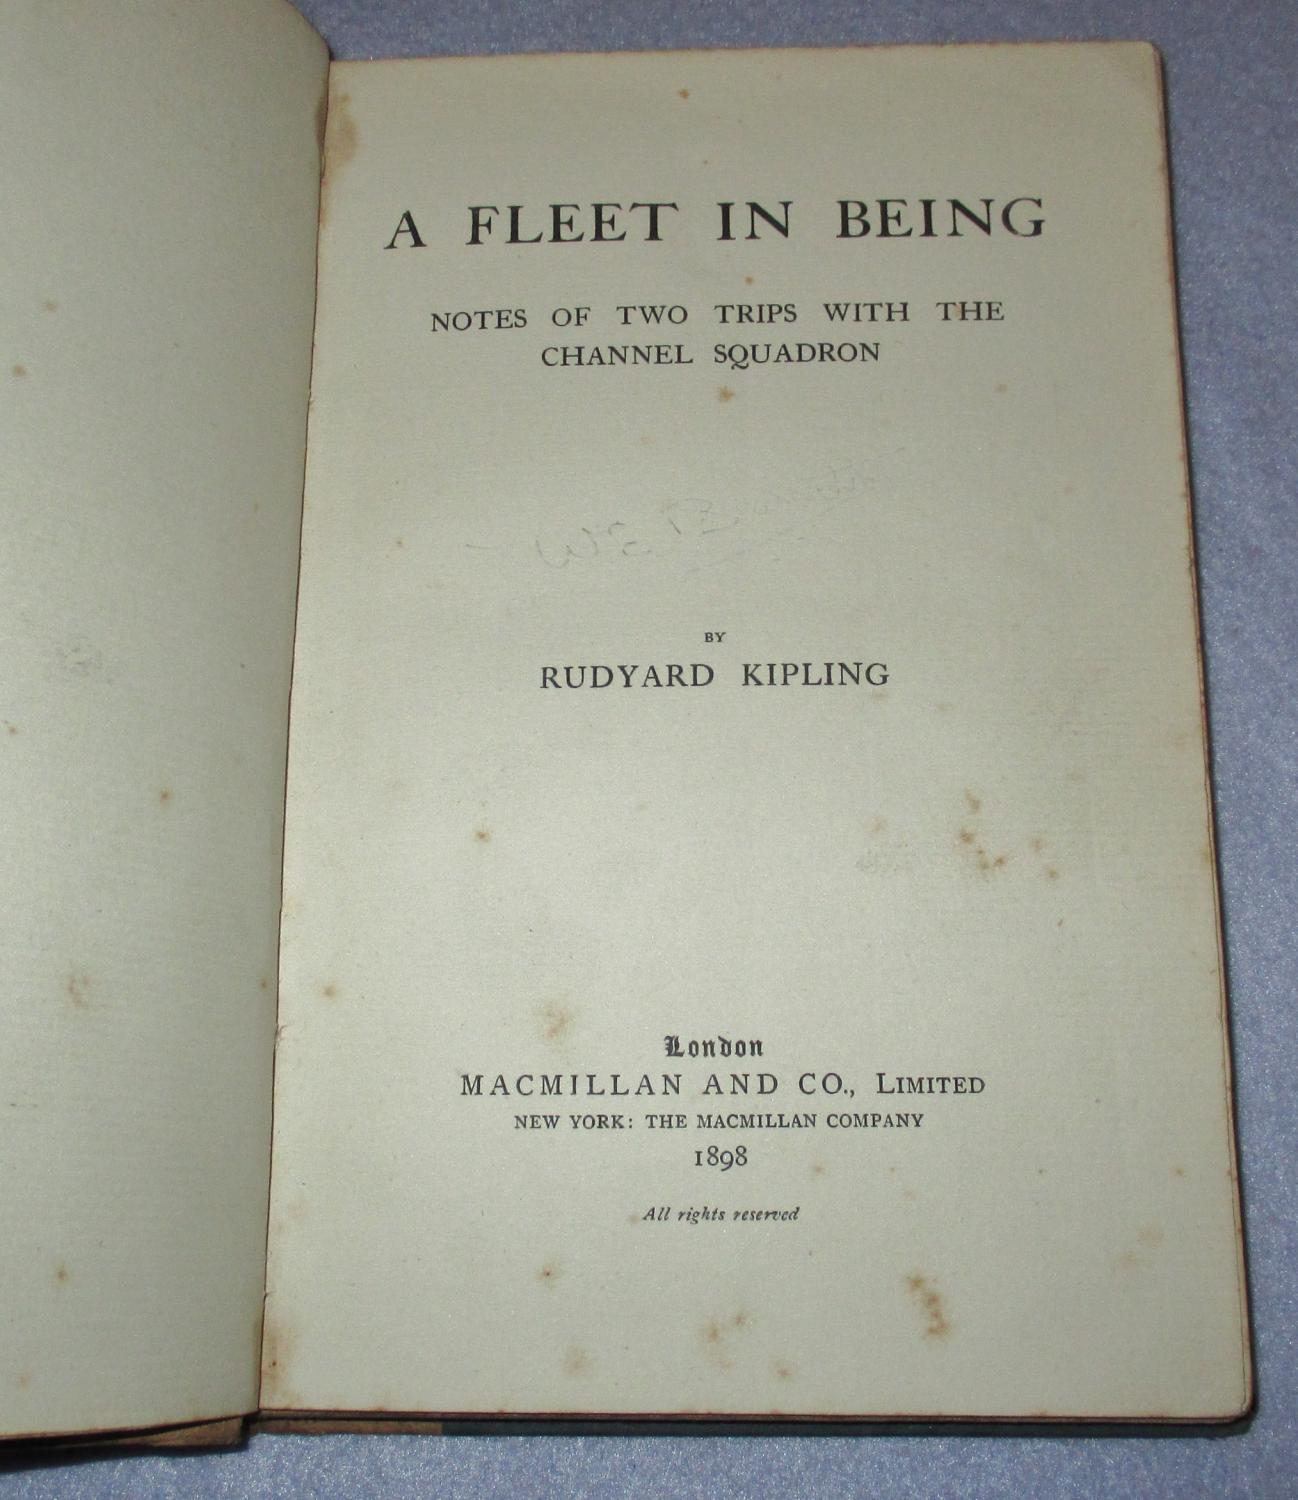 A FLEET IN BEING
NOTES OF TWO TRIPS WITH THE
CHANNEL SQUADRON
BY
RUDYARD KIPLING
London
MACMILLAN AND CO., LIMITED
NEW YORK: THE MACMILLAN COMPANY
1898
All rights reserved